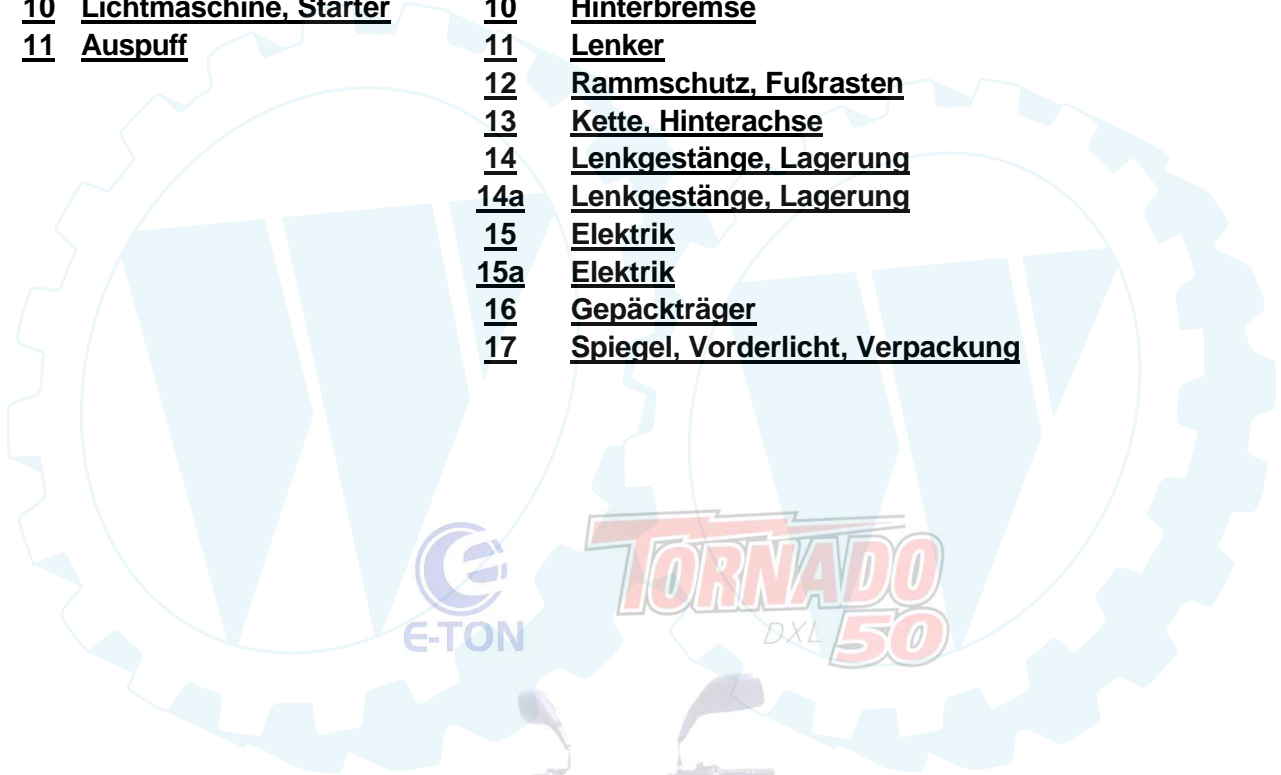 10 Lichtmaschine, Starter
11 Auspuff
10 Hinterbremse
11 Lenker
12 Rammschutz, Fußrasten
13 Kette, Hinterachse
14 Lenkgestänge, Lagerung
14a Lenkgestänge, Lagerung
15 Elektrik
15a Elektrik
16 Gepäckträger
17 Spiegel, Vorderlicht, Verpackung
E-TON
TORNADO
DXL 50